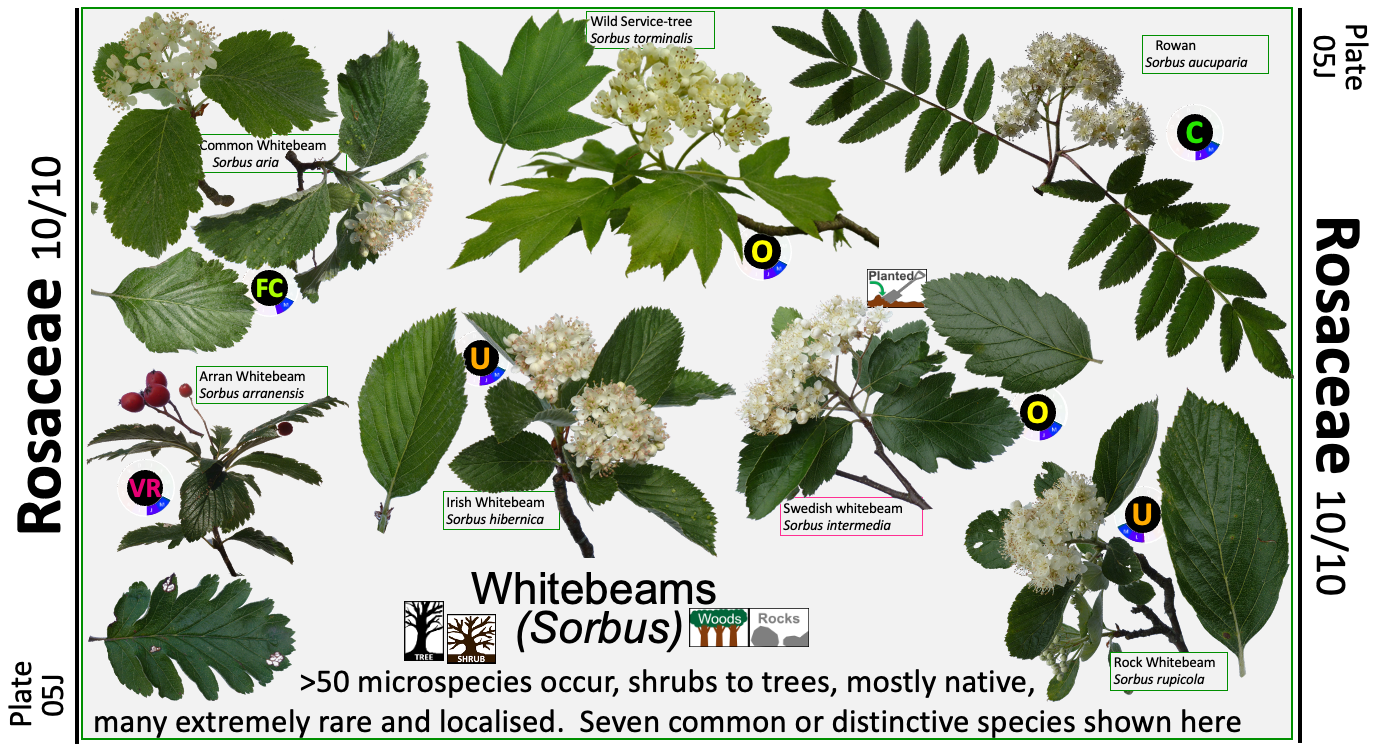 Plate
05J
Rosaceae 10/10
Wild Service-tree
Sorbus torminalis
Rowan
Sorbus aucuparia
C
Common Whitebeam
Sorbus aria
FC
O
Planted
Arran Whitebeam
Sorbus arranensis
VR
U
Irish Whitebeam
Sorbus hibernica
O
Swedish whitebeam
Sorbus intermedia
U
Rock Whitebeam
Sorbus rupicola
Whitebeams
(Sorbus)
TREE
SHRUB
Woods
Rocks
>50 microspecies occur, shrubs to trees, mostly native,
many extremely rare and localised. Seven common or distinctive species shown here
Rosaceae 10/10
Plate
05J